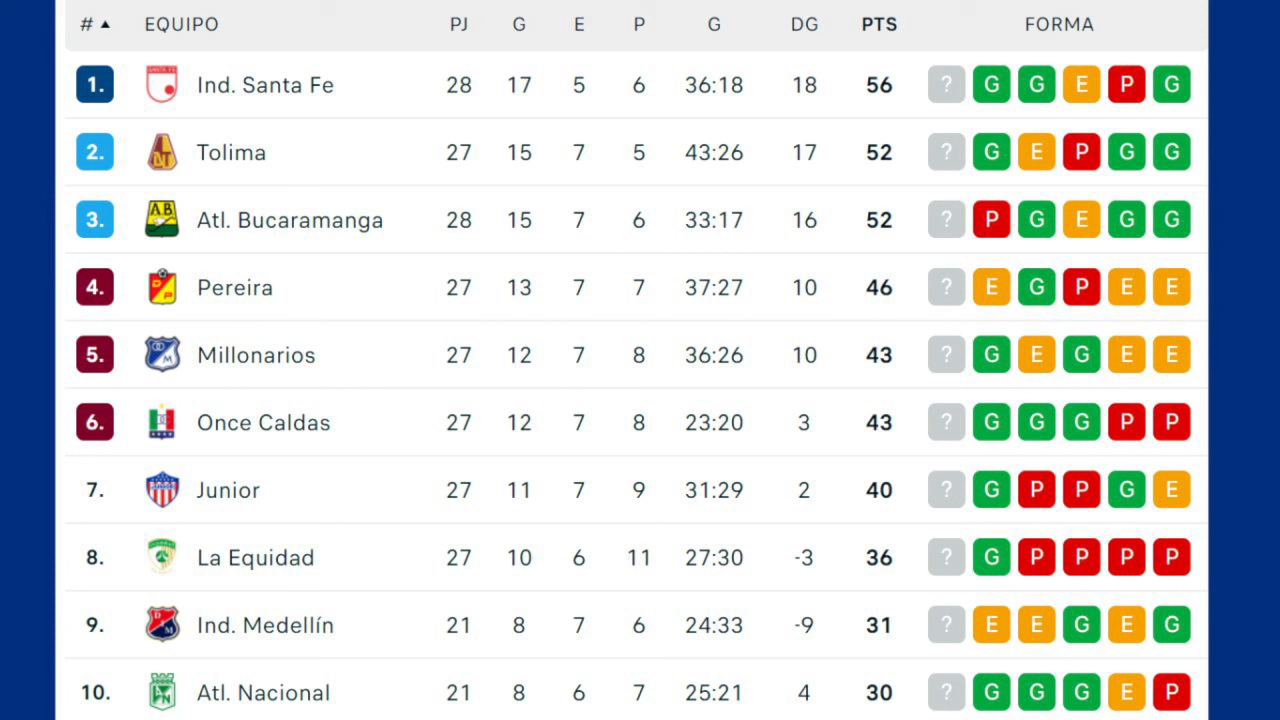 # ▲ EQUIPO PJ G E P G DG PTS FORMA
1. Ind. Santa Fe 28 17 5 6 36:18 18 56 ? G G E P G
2. Tolima 27 15 7 5 43:26 17 52 ? G E P G G
3. Atl. Bucaramanga 28 15 7 6 33:17 16 52 ? P G E G G
4. Pereira 27 13 7 7 37:27 10 46 ? E G P E E
5. Millonarios 27 12 7 8 36:26 10 43 ? G E G E E
6. Once Caldas 27 12 7 8 23:20 3 43 ? G G G P P
7. Junior 27 11 7 9 31:29 2 40 ? G P P G E
8. La Equidad 27 10 6 11 27:30 -3 36 ? G P P P P
9. Ind. Medellín 21 8 7 6 24:33 -9 31 ? E E G E G
10. Atl. Nacional 21 8 6 7 25:21 4 30 ? G G G E P